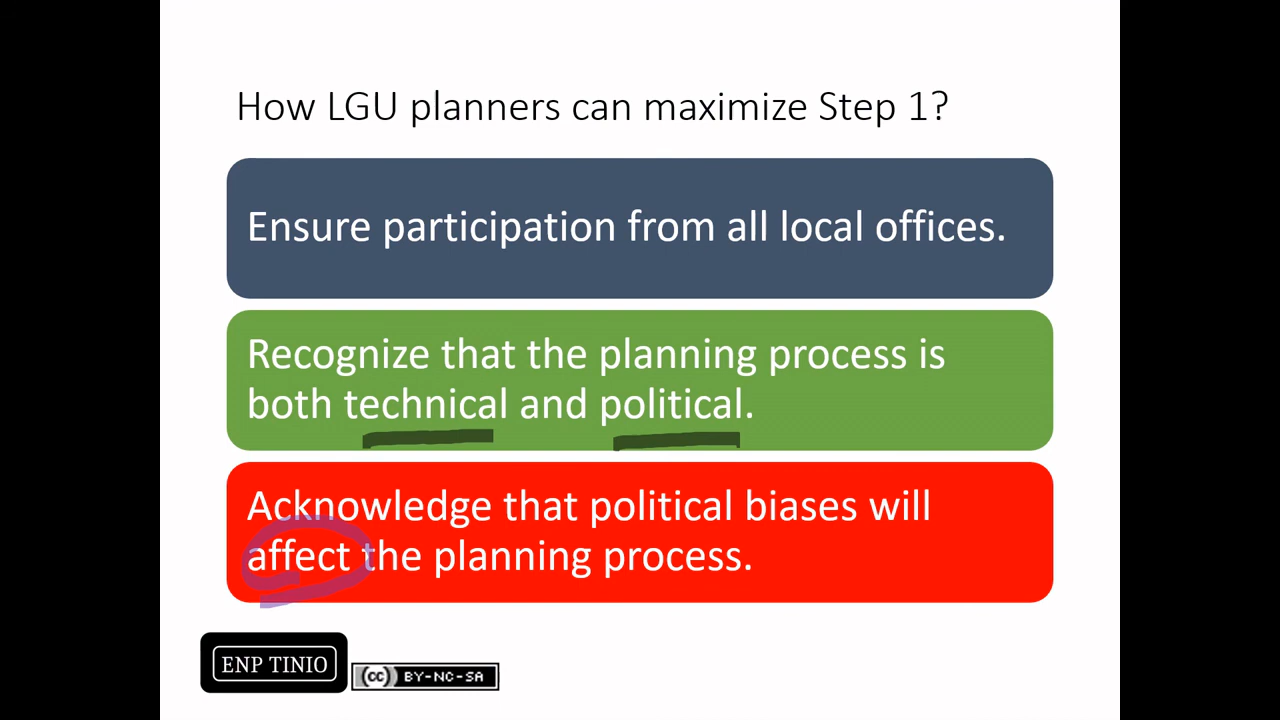 How LGU planners can maximize Step 1?
Ensure participation from all local offices.
Recognize that the planning process is
both technical and political.
Acknowledge that political biases will
affect the planning process.
ENP TINIO
cc BY-NC-SA